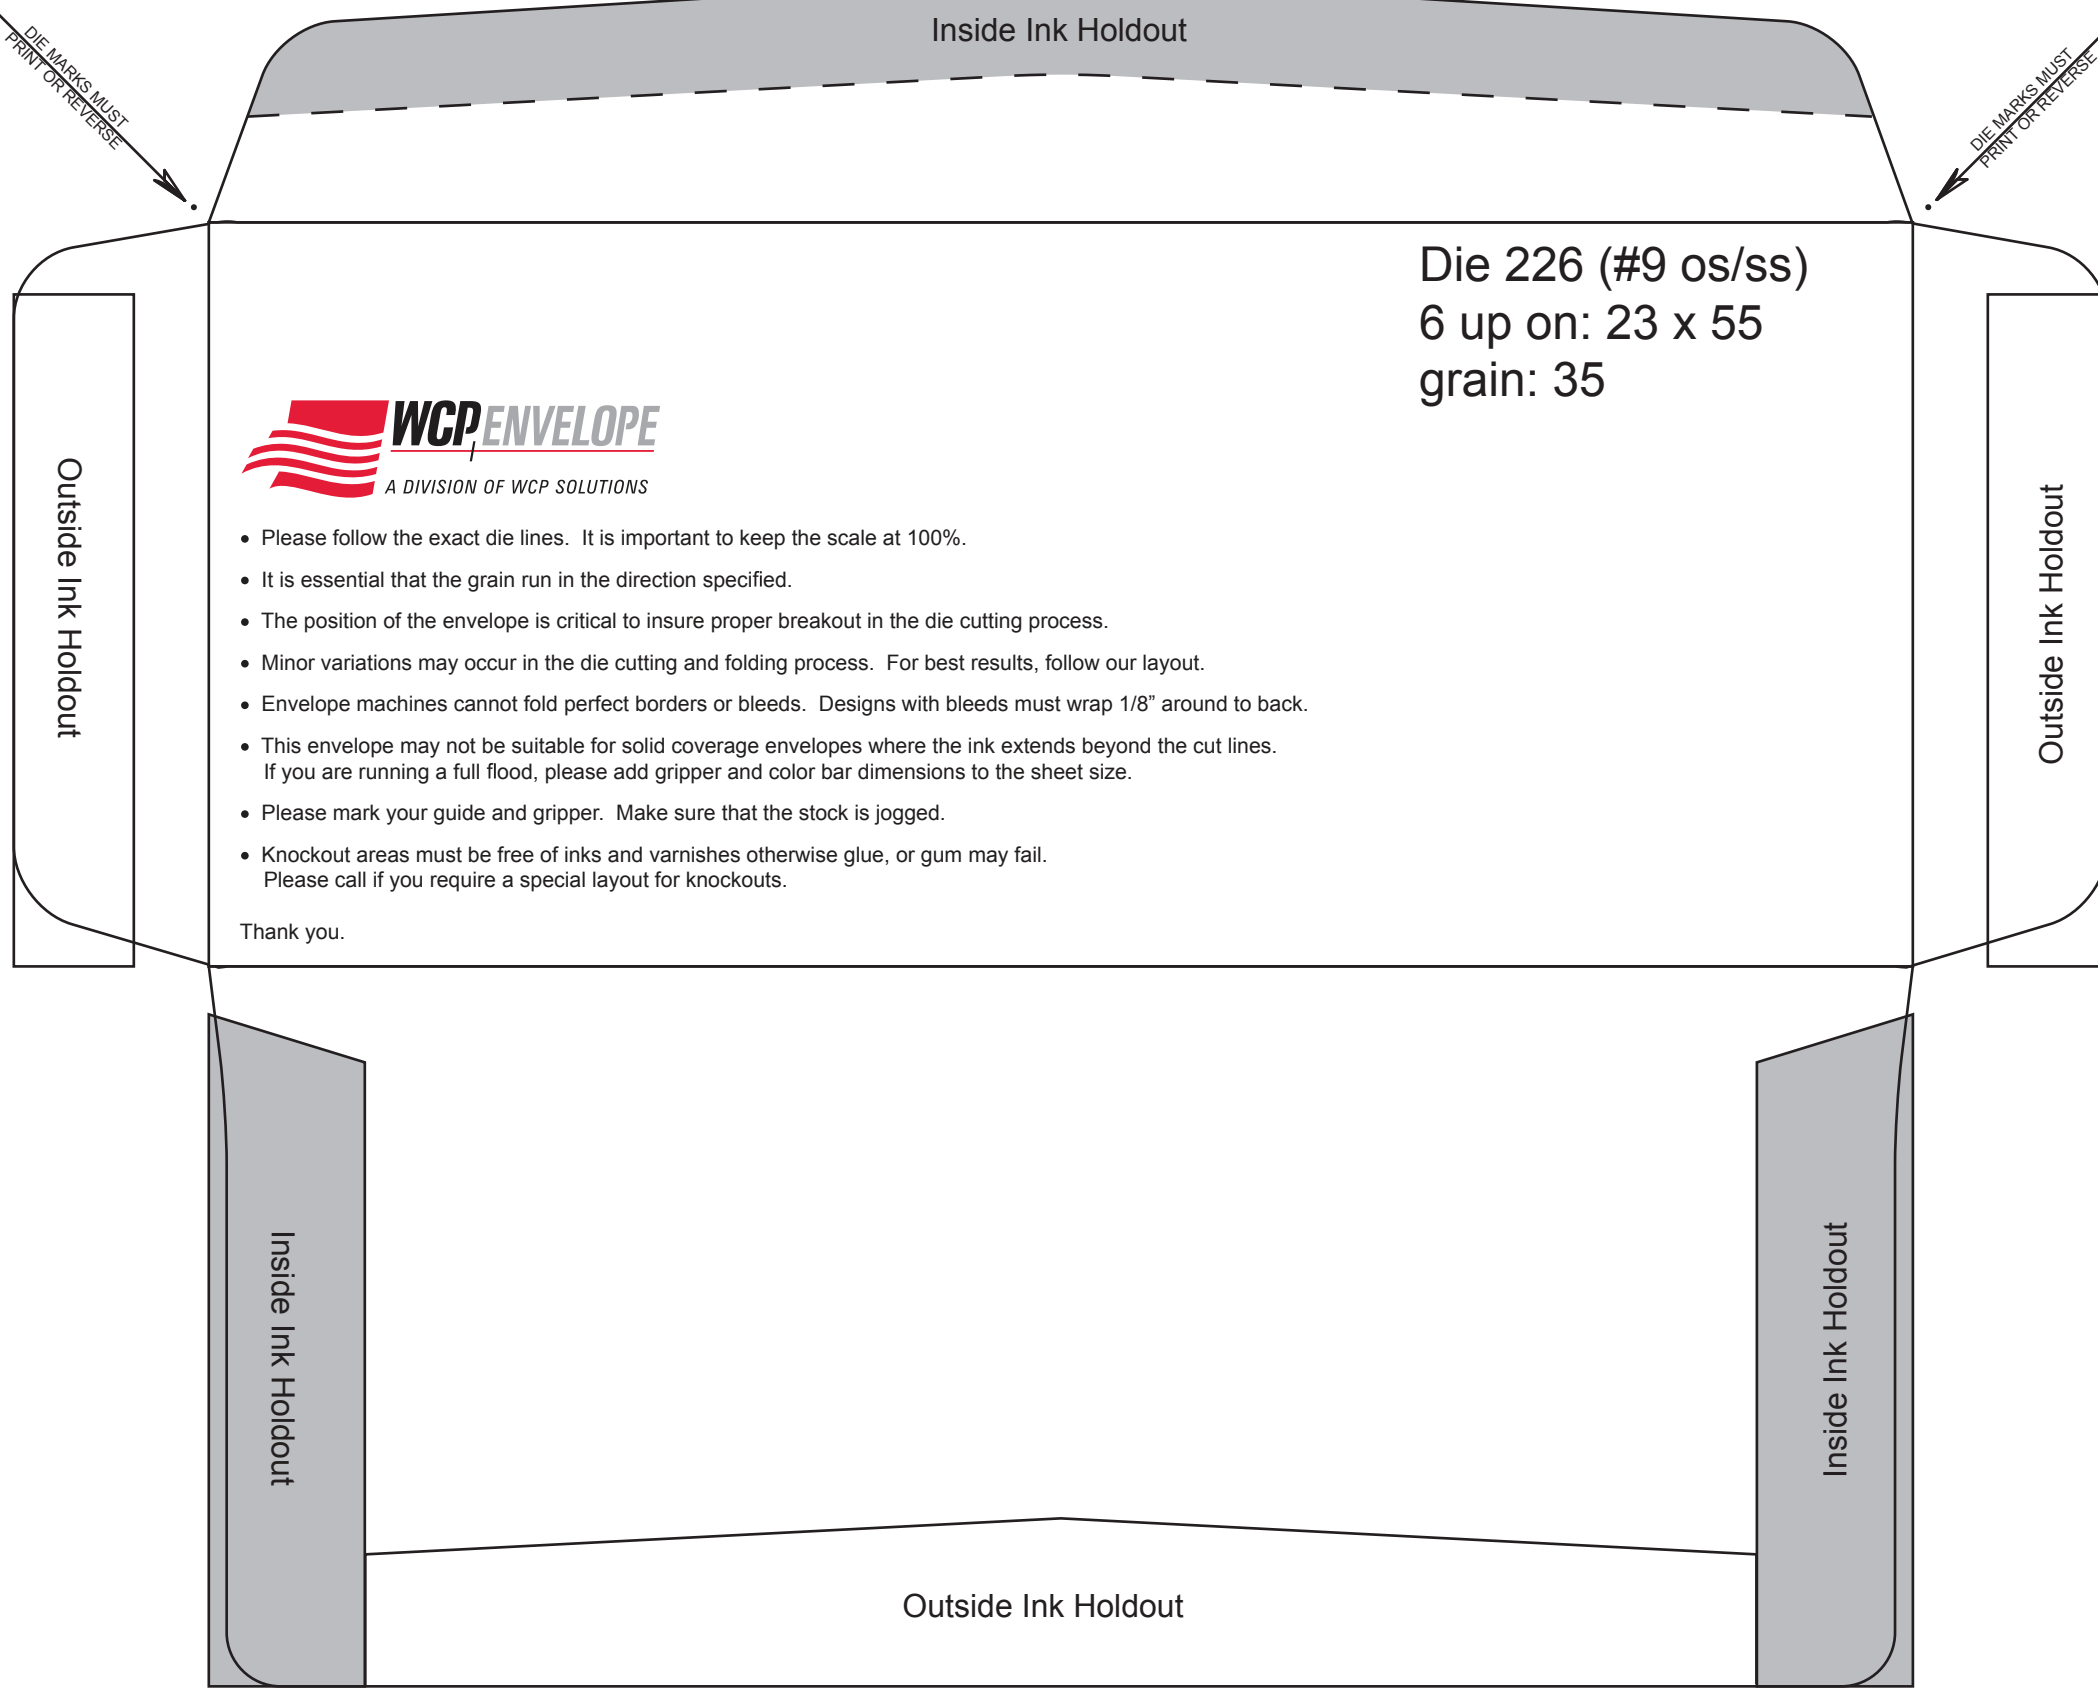 Inside Ink Holdout
DIE MARKS MUST
PRINT OR REVERSE
DIE MARKS MUST
PRINT OR REVERSE
Die 226 (#9 os/ss)
6 up on: 23 x 55
grain: 35
WCP ENVELOPE
A DIVISION OF WCP SOLUTIONS
Outside Ink Holdout
Outside Ink Holdout
• Please follow the exact die lines.  It is important to keep the scale at 100%.
• It is essential that the grain run in the direction specified.
• The position of the envelope is critical to insure proper breakout in the die cutting process.
• Minor variations may occur in the die cutting and folding process.  For best results, follow our layout.
• Envelope machines cannot fold perfect borders or bleeds.  Designs with bleeds must wrap 1/8” around to back.
• This envelope may not be suitable for solid coverage envelopes where the ink extends beyond the cut lines.
If you are running a full flood, please add gripper and color bar dimensions to the sheet size.
• Please mark your guide and gripper.  Make sure that the stock is jogged.
• Knockout areas must be free of inks and varnishes otherwise glue, or gum may fail.
Please call if you require a special layout for knockouts.
Thank you.
Inside Ink Holdout
Inside Ink Holdout
Outside Ink Holdout